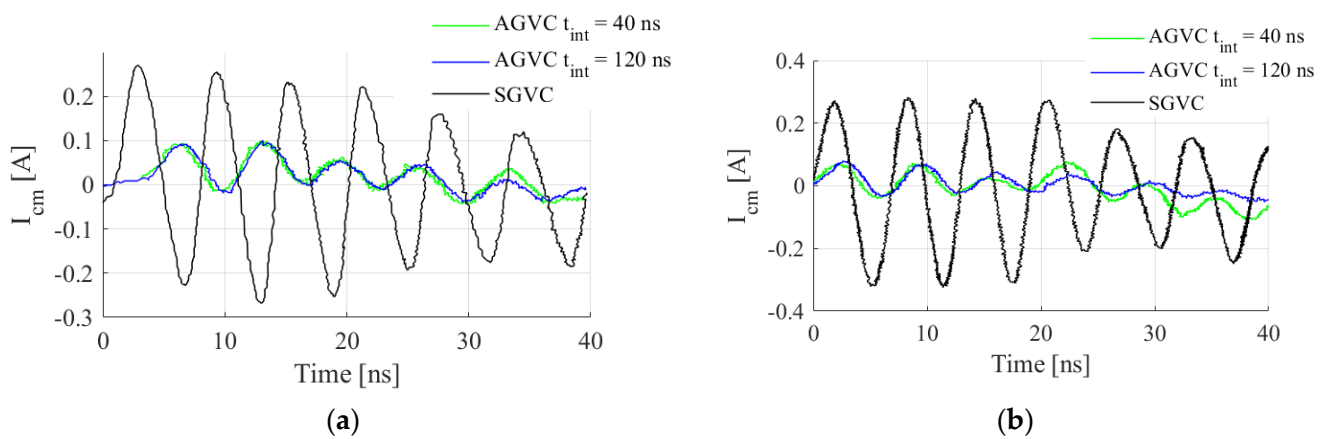 AGVC t_int = 40 ns
AGVC t_int = 120 ns
SGVC
I_cm [A]
0.2
0.1
0
-0.1
-0.2
-0.3
0 10 20 30 40
Time [ns]
(a)
AGVC t_int = 40 ns
AGVC t_int = 120 ns
SGVC
I_cm [A]
0.4
0.2
0
-0.2
-0.4
0 10 20 30 40
Time [ns]
(b)